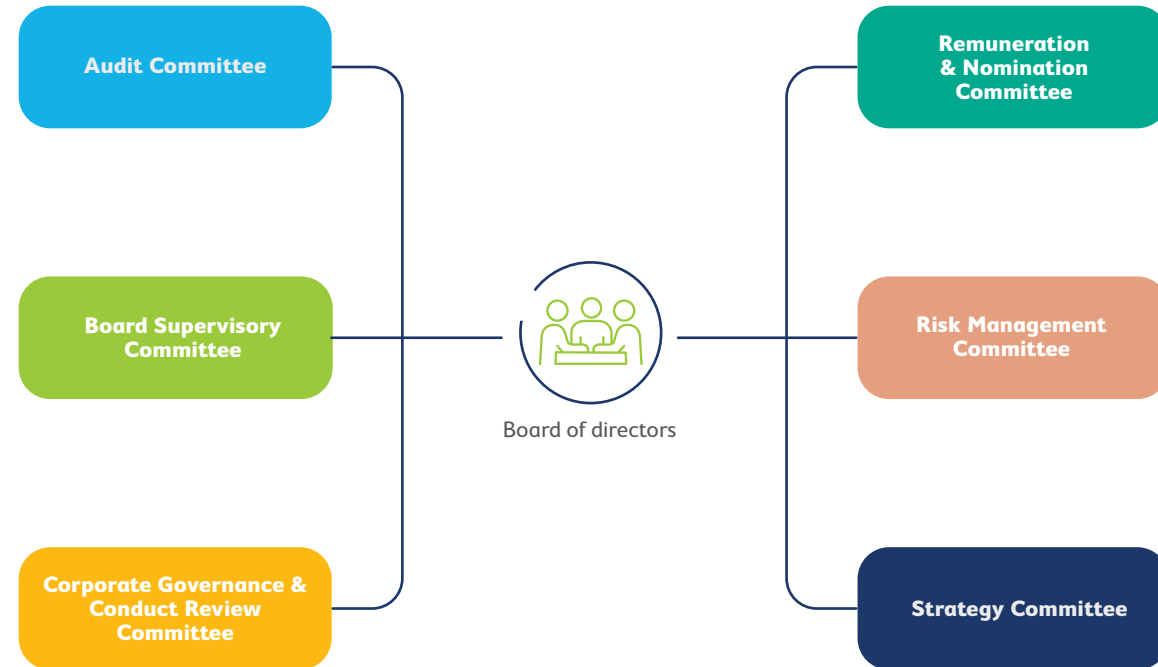 Audit Committee
Remuneration
& Nomination
Committee
Board Supervisory
Committee
Risk Management
Committee
Board of directors
Corporate Governance &
Conduct Review
Committee
Strategy Committee